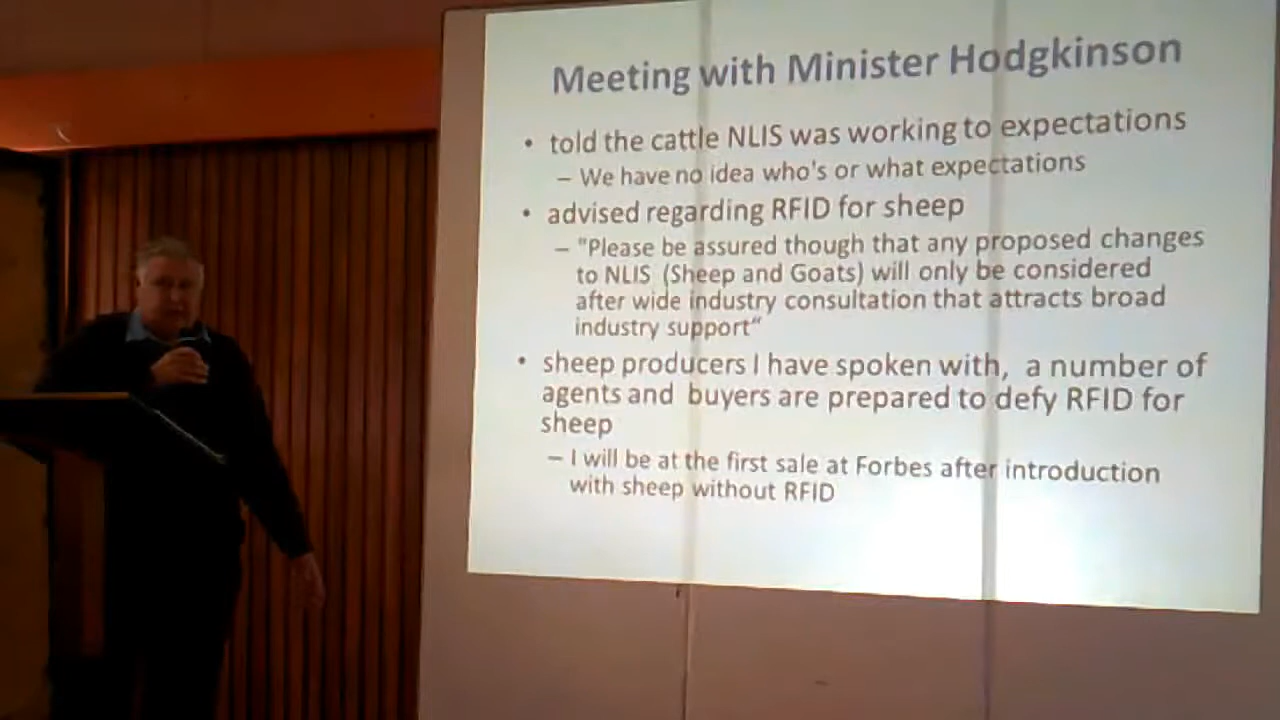 Meeting with Minister Hodgkinson
• told the cattle NLIS was working to expectations
– We have no idea who's or what expectations
• advised regarding RFID for sheep
– "Please be assured though that any proposed changes
to NLIS (Sheep and Goats) will only be considered
after wide industry consultation that attracts broad
industry support"
• sheep producers I have spoken with, a number of
agents and buyers are prepared to defy RFID for
sheep
– I will be at the first sale at Forbes after introduction
with sheep without RFID